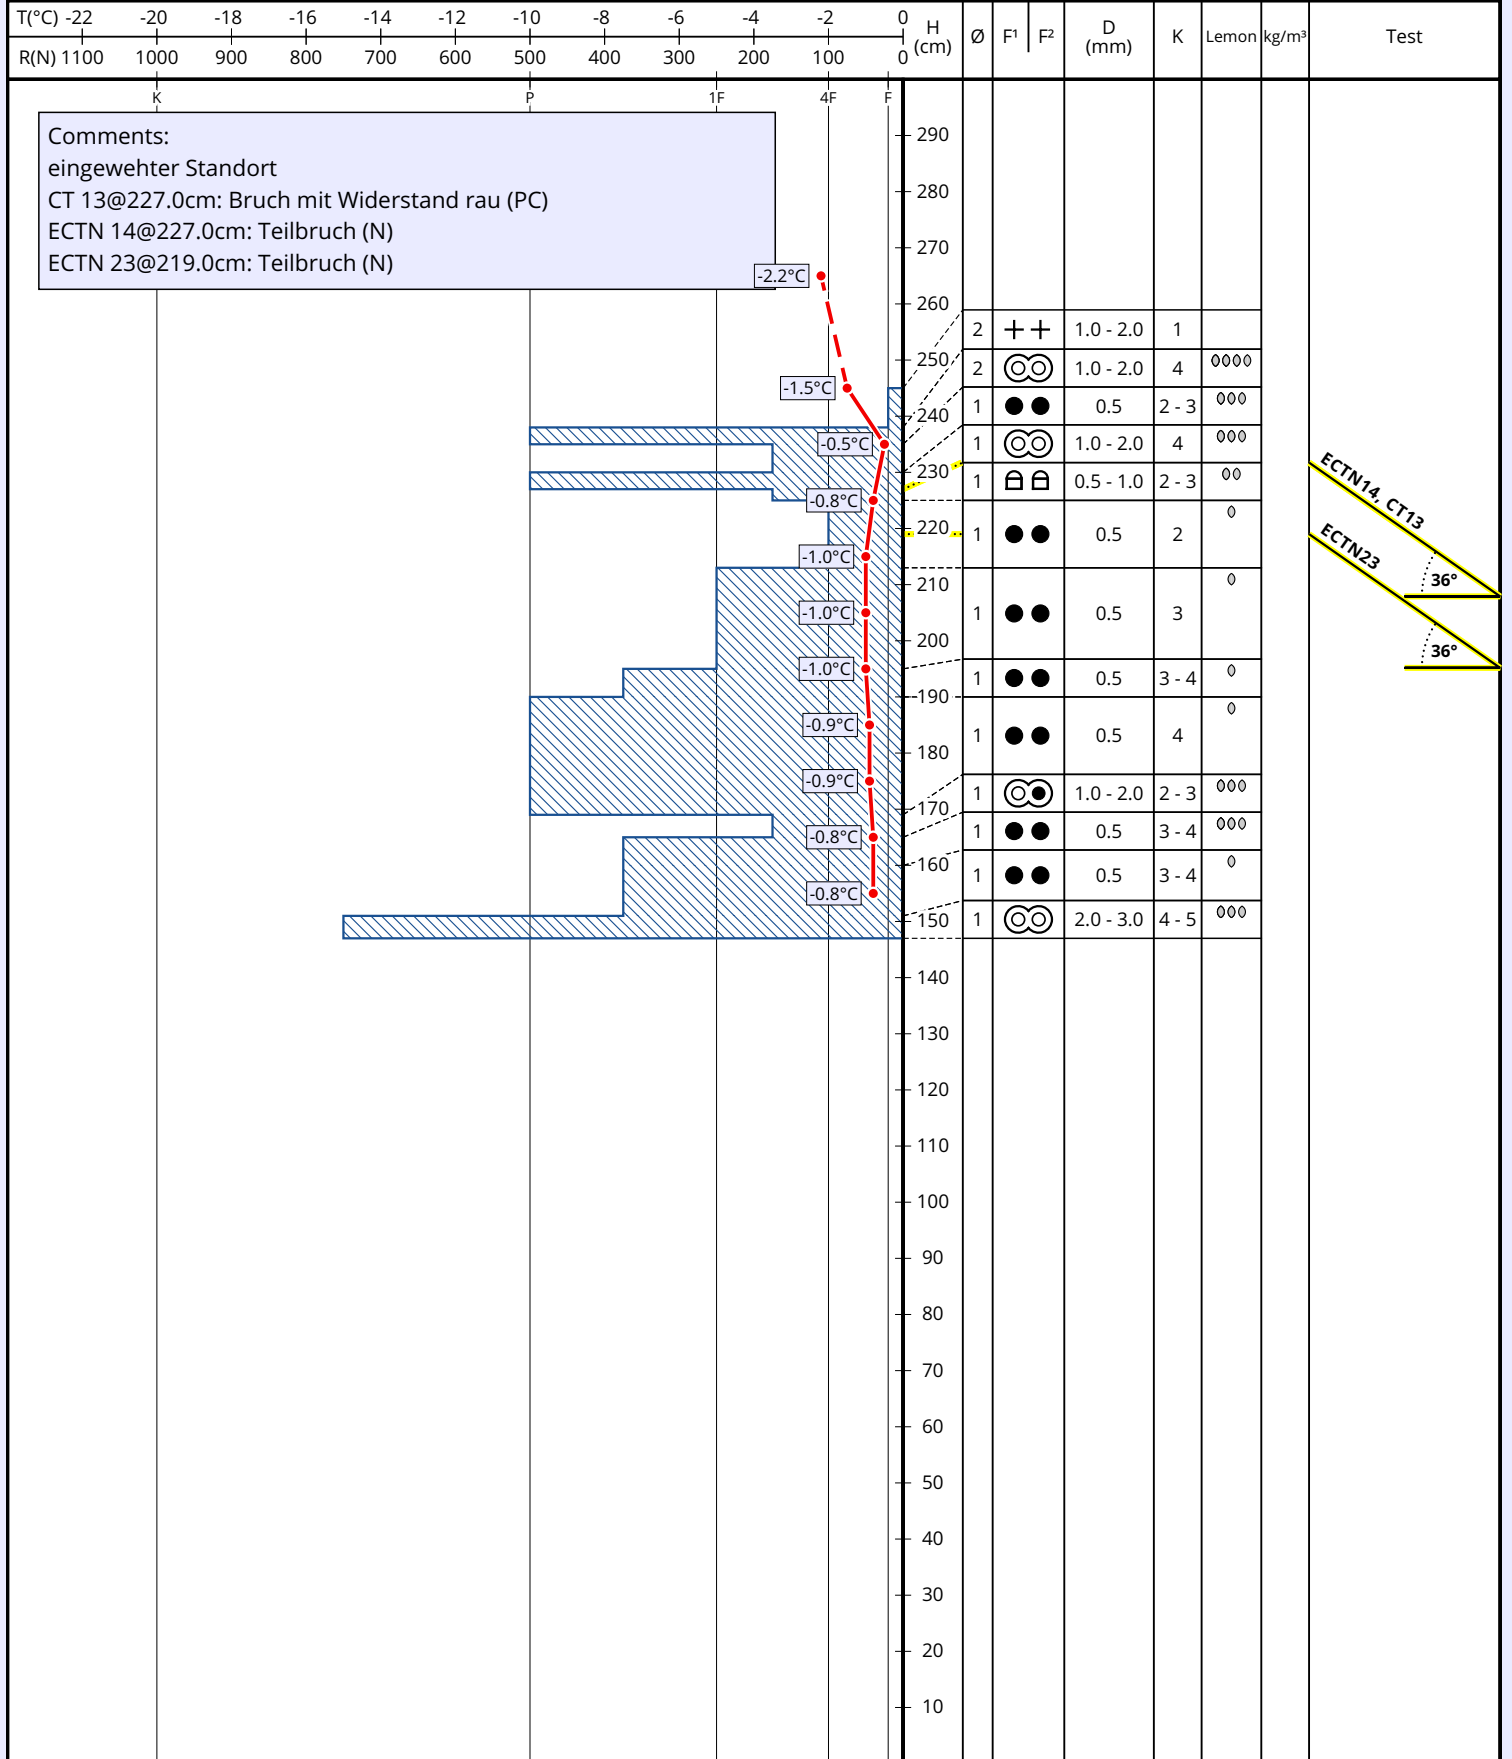 T(°C) -22 -20 -18 -16 -14 -12 -10 -8 -6 -4 -2 0
R(N) 1100 1000 900 800 700 600 500 400 300 200 100 0
H (cm) Ø F¹ F² D (mm) K Lemon kg/m³ Test
K P 1F 4F F
Comments:
eingewehter Standort
CT 13@227.0cm: Bruch mit Widerstand rau (PC)
ECTN 14@227.0cm: Teilbruch (N)
ECTN 23@219.0cm: Teilbruch (N)
290
280
270
-2.2°C
260
2 1.0 - 2.0 1
250
2 1.0 - 2.0 4
-1.5°C
240
1 0.5 2 - 3
-0.5°C
1 1.0 - 2.0 4
230
1 0.5 - 1.0 2 - 3
ECTN14, CT13
-0.8°C
220
1 0.5 2
ECTN23
36°
-1.0°C
210
-1.0°C
1 0.5 3
200
36°
-1.0°C
1 0.5 3 - 4
190
-0.9°C
1 0.5 4
180
-0.9°C
1 1.0 - 2.0 2 - 3
170
-0.8°C
1 0.5 3 - 4
160
1 0.5 3 - 4
-0.8°C
150
1 2.0 - 3.0 4 - 5
140
130
120
110
100
90
80
70
60
50
40
30
20
10